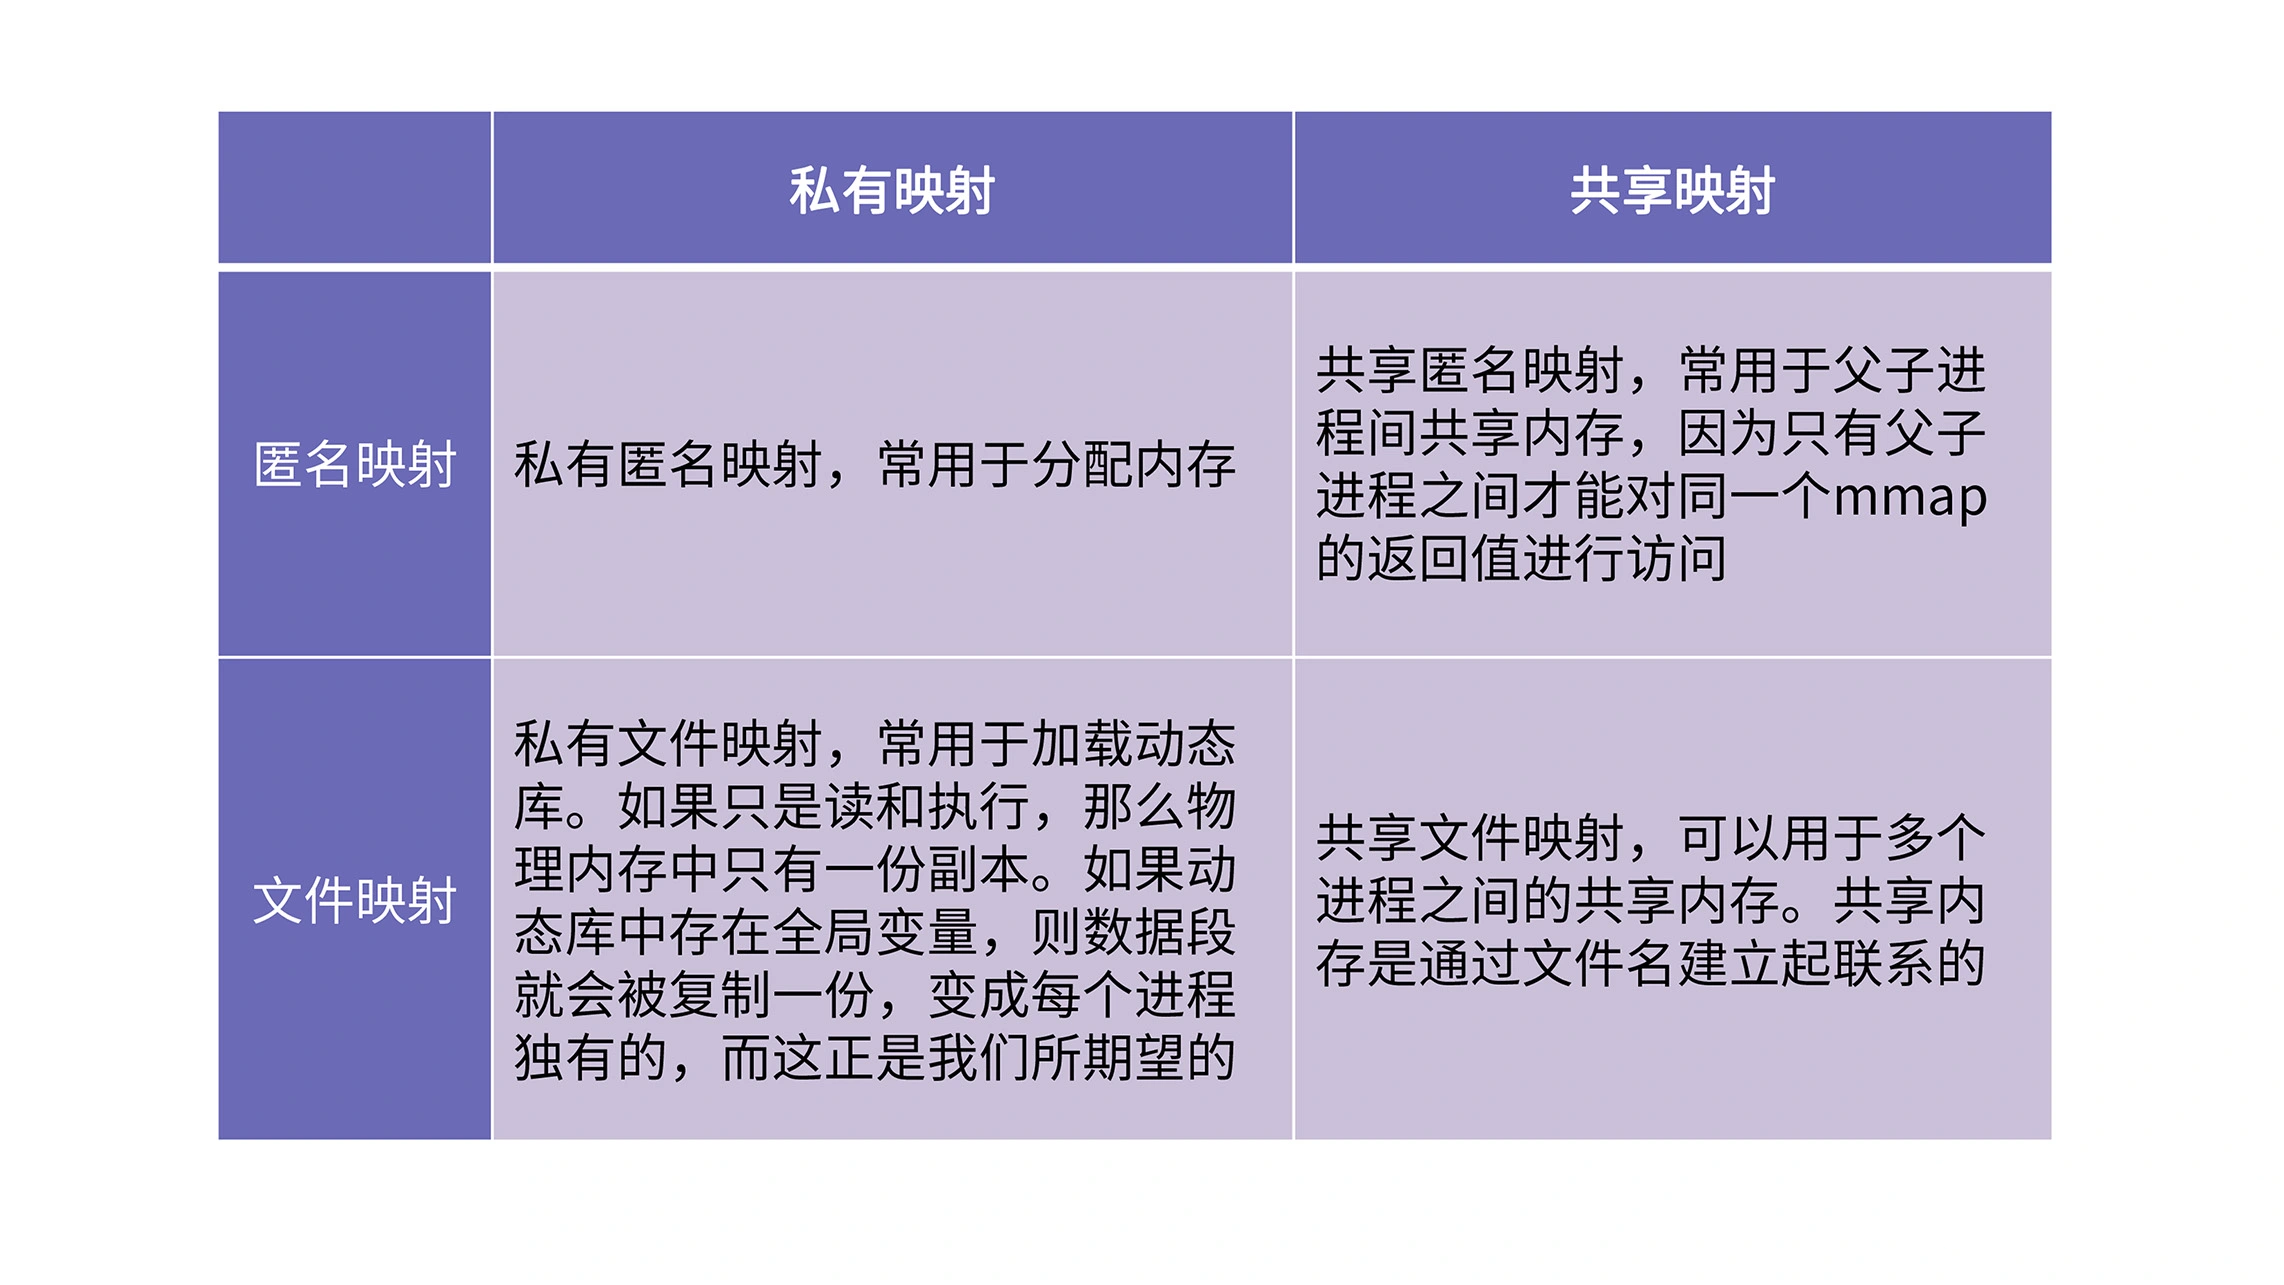 私有映射
共享映射
匿名映射
私有匿名映射，常用于分配内存
共享匿名映射，常用于父子进
程间共享内存，因为只有父子
进程之间才能对同一个mmap
的返回值进行访问
文件映射
私有文件映射，常用于加载动态
库。如果只是读和执行，那么物
理内存中只有一份副本。如果动
态库中存在全局变量，则数据段
就会被复制一份，变成每个进程
独有的，而这正是我们所期望的
共享文件映射，可以用于多个
进程之间的共享内存。共享内
存是通过文件名建立起联系的